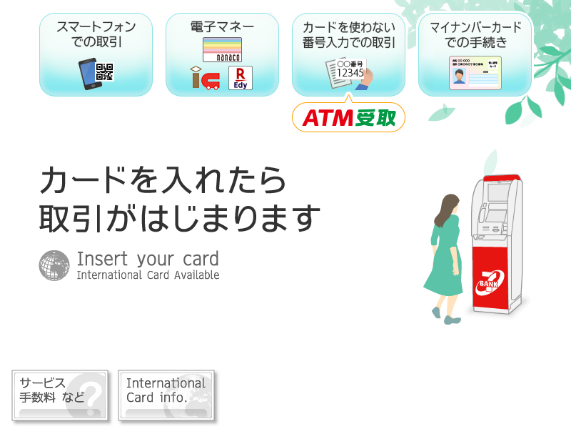 スマートフォン
での取引
電子マネー
nanaco
R
Edy
カードを使わない
番号入力での取引
〇〇番号
12345
ATM受取
マイナンバーカード
での手続き
カードを入れたら
取引がはじまります
Insert your card
International Card Available
BANK
サービス
手数料 など
?
International
Card info.